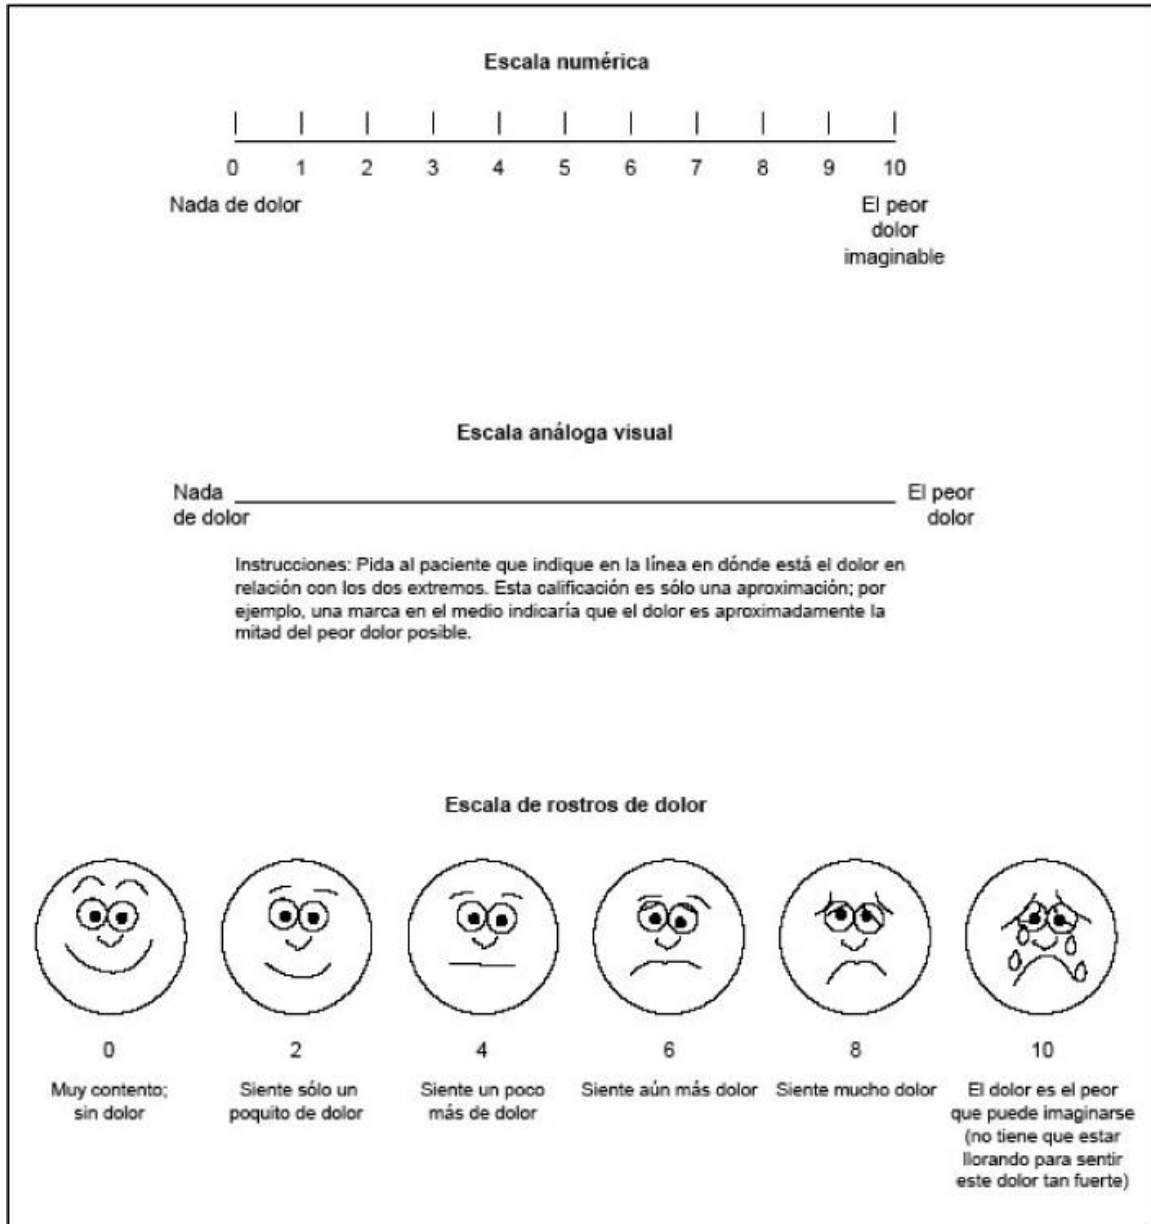 Escala numérica
0 1 2 3 4 5 6 7 8 9 10
Nada de dolor
El peor
dolor
imaginable
Escala análoga visual
Nada
de dolor
El peor
dolor
Instrucciones: Pida al paciente que indique en la línea en dónde está el dolor en
relación con los dos extremos. Esta calificación es sólo una aproximación; por
ejemplo, una marca en el medio indicaría que el dolor es aproximadamente la
mitad del peor dolor posible.
Escala de rostros de dolor
0
Muy contento;
sin dolor
2
Siente sólo un
poquito de dolor
4
Siente un poco
más de dolor
6
Siente aún más dolor
8
Siente mucho dolor
10
El dolor es el peor
que puede imaginarse
(no tiene que estar
llorando para sentir
este dolor tan fuerte)